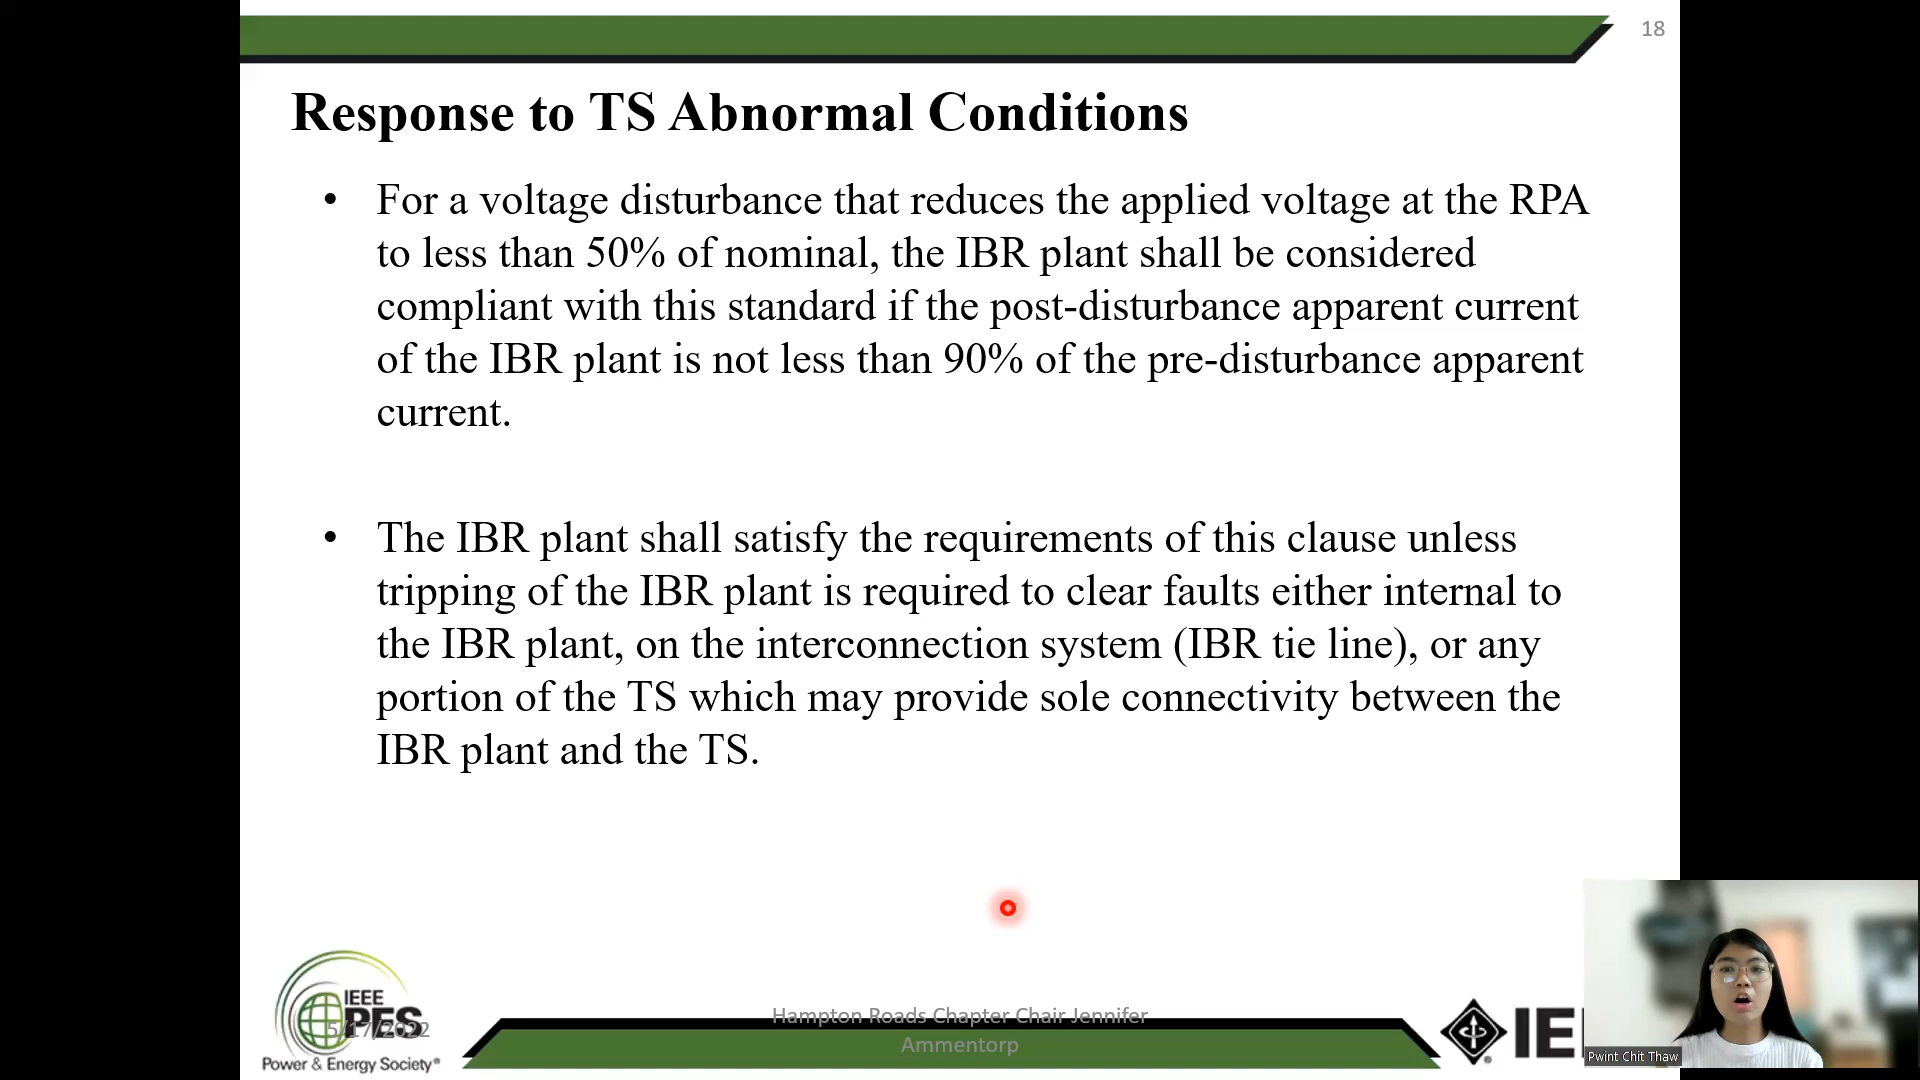 18
Response to TS Abnormal Conditions
• For a voltage disturbance that reduces the applied voltage at the RPA
to less than 50% of nominal, the IBR plant shall be considered
compliant with this standard if the post-disturbance apparent current
of the IBR plant is not less than 90% of the pre-disturbance apparent
current.
• The IBR plant shall satisfy the requirements of this clause unless
tripping of the IBR plant is required to clear faults either internal to
the IBR plant, on the interconnection system (IBR tie line), or any
portion of the TS which may provide sole connectivity between the
IBR plant and the TS.
IEEE
PES
5/17/2022
Power & Energy Society®
Hampton Roads Chapter Chair Jennifer
Ammentorp
IE
Pwint Chit Thaw